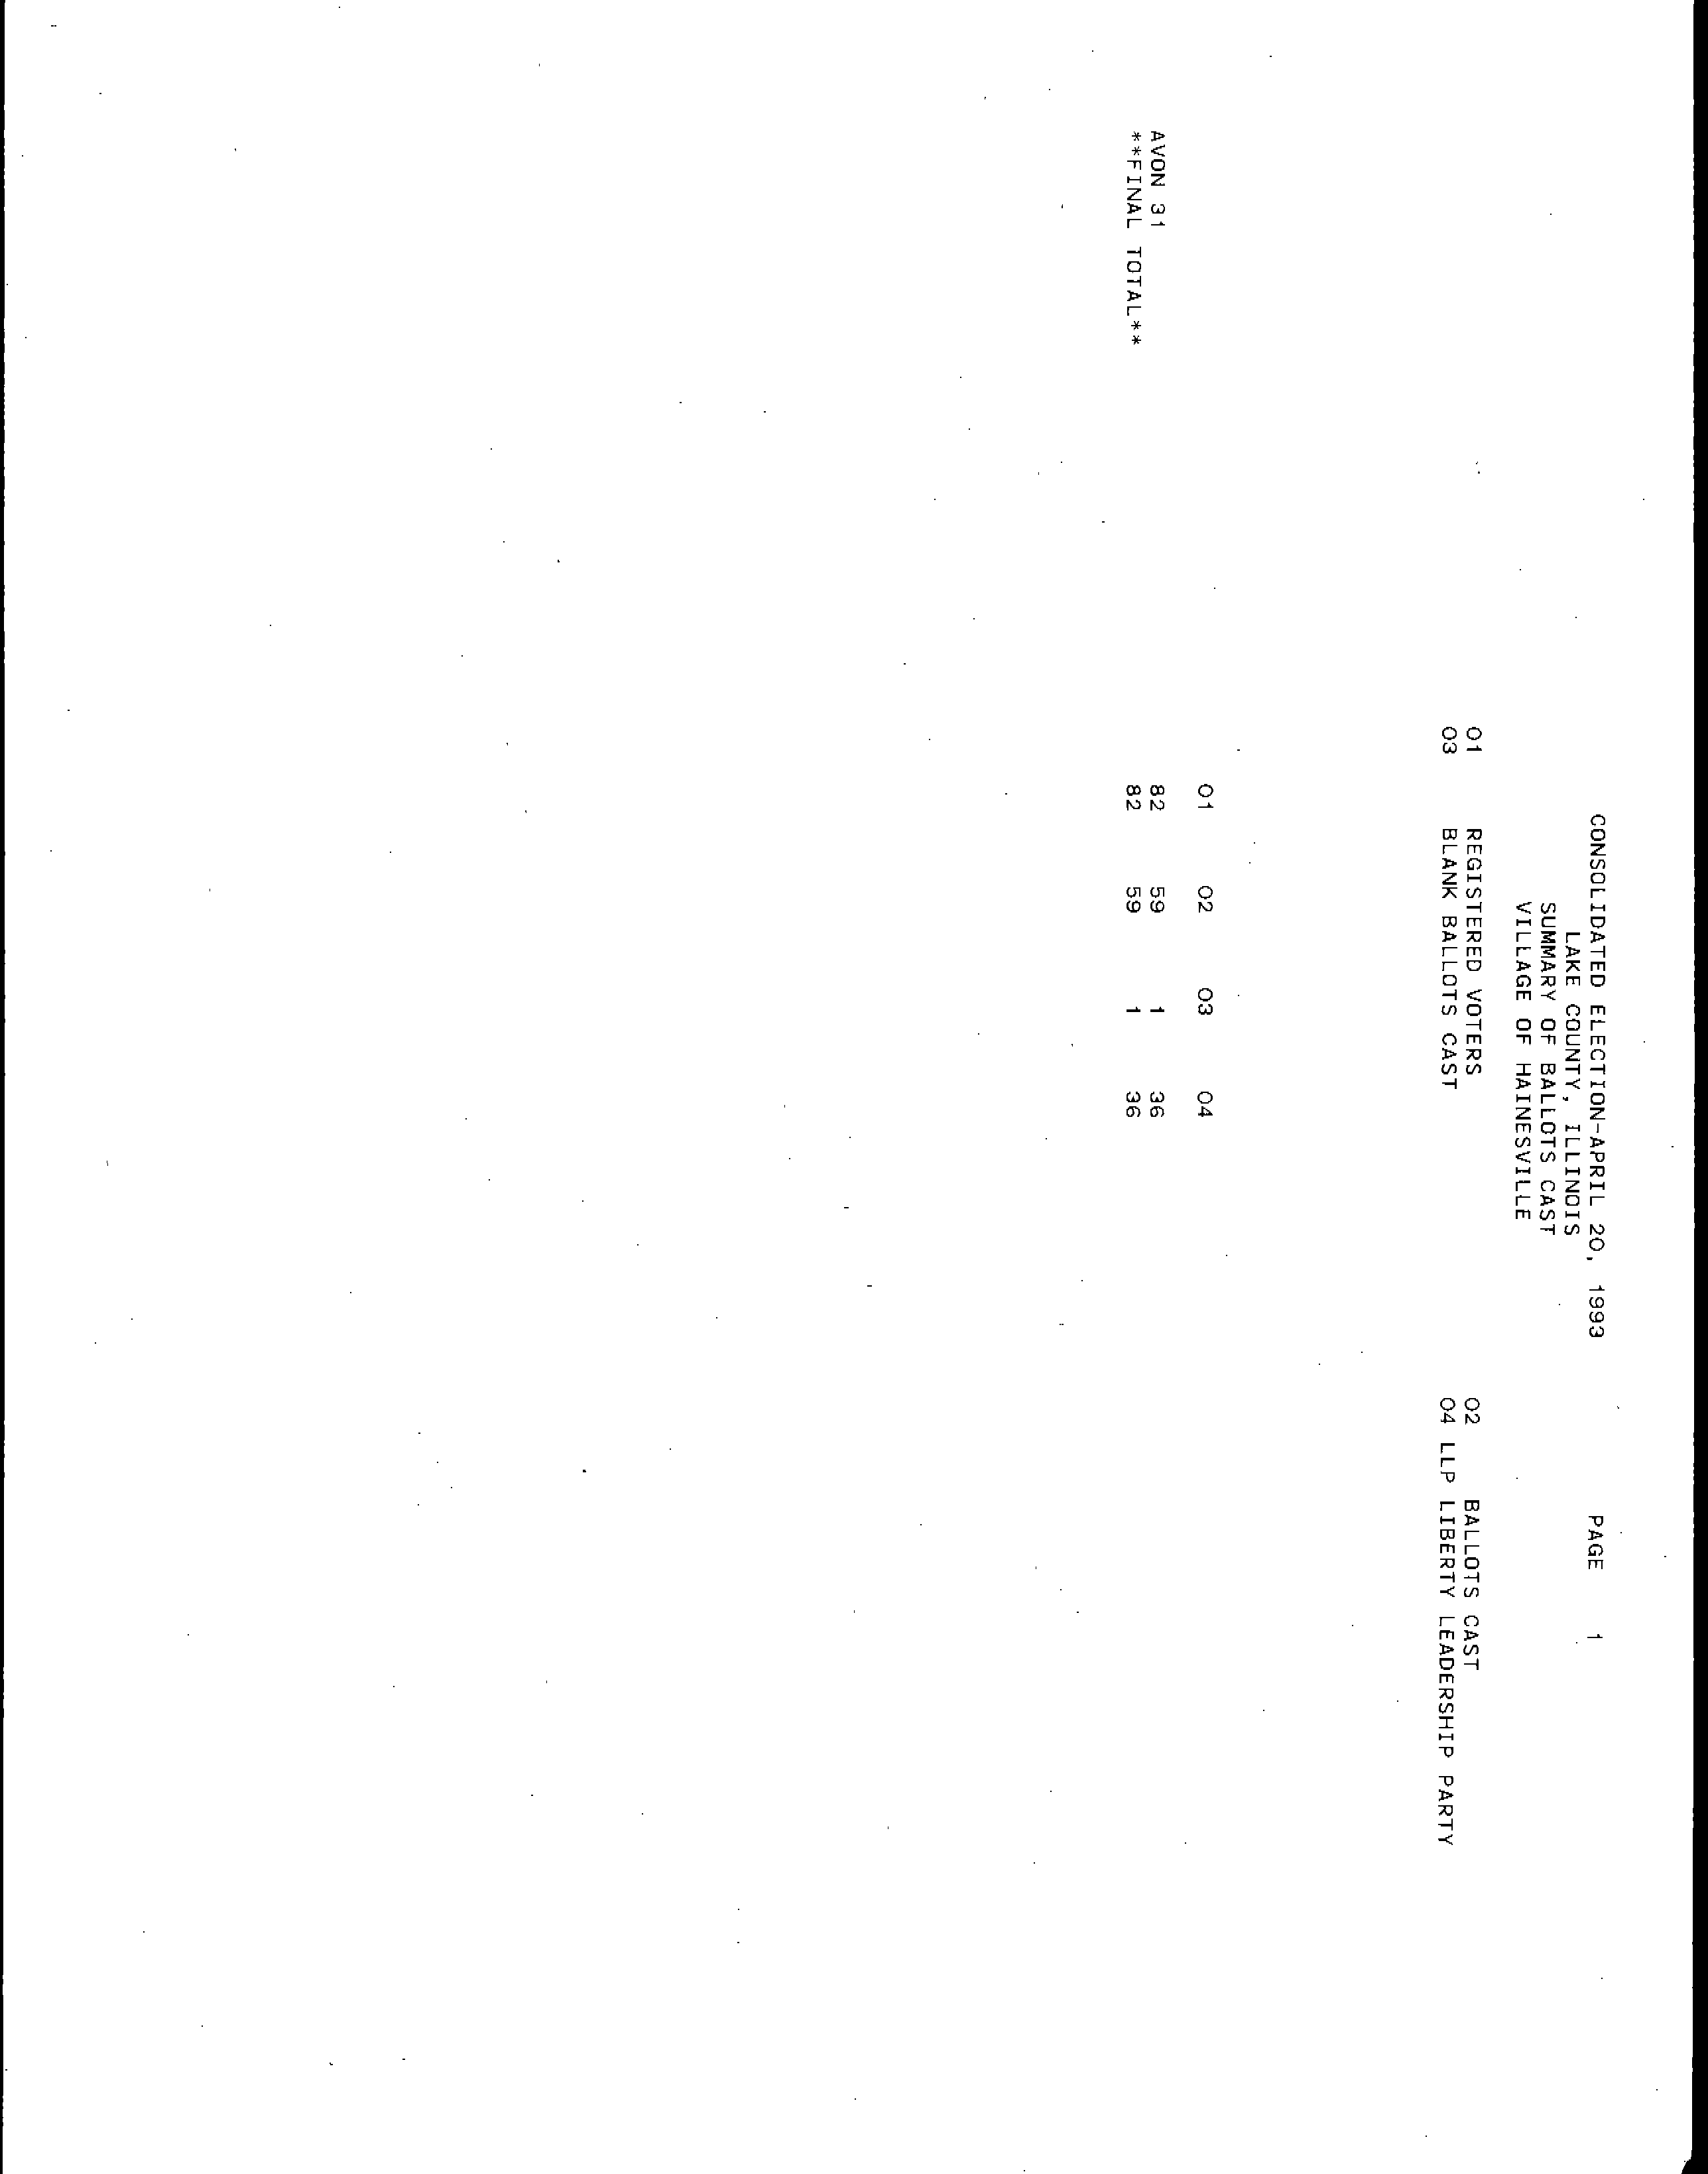 CONSOLIDATED ELECTION-APRIL 20, 1993 PAGE 1
LAKE COUNTY, ILLINOIS
SUMMARY OF BALLOTS CAST
VILLAGE OF HAINESVILLE
01 REGISTERED VOTERS 02 BALLOTS CAST
03 BLANK BALLOTS CAST 04 LLP LIBERTY LEADERSHIP PARTY
01 02 03 04
AVON 31 82 59 1 36
**FINAL TOTAL** 82 59 1 36